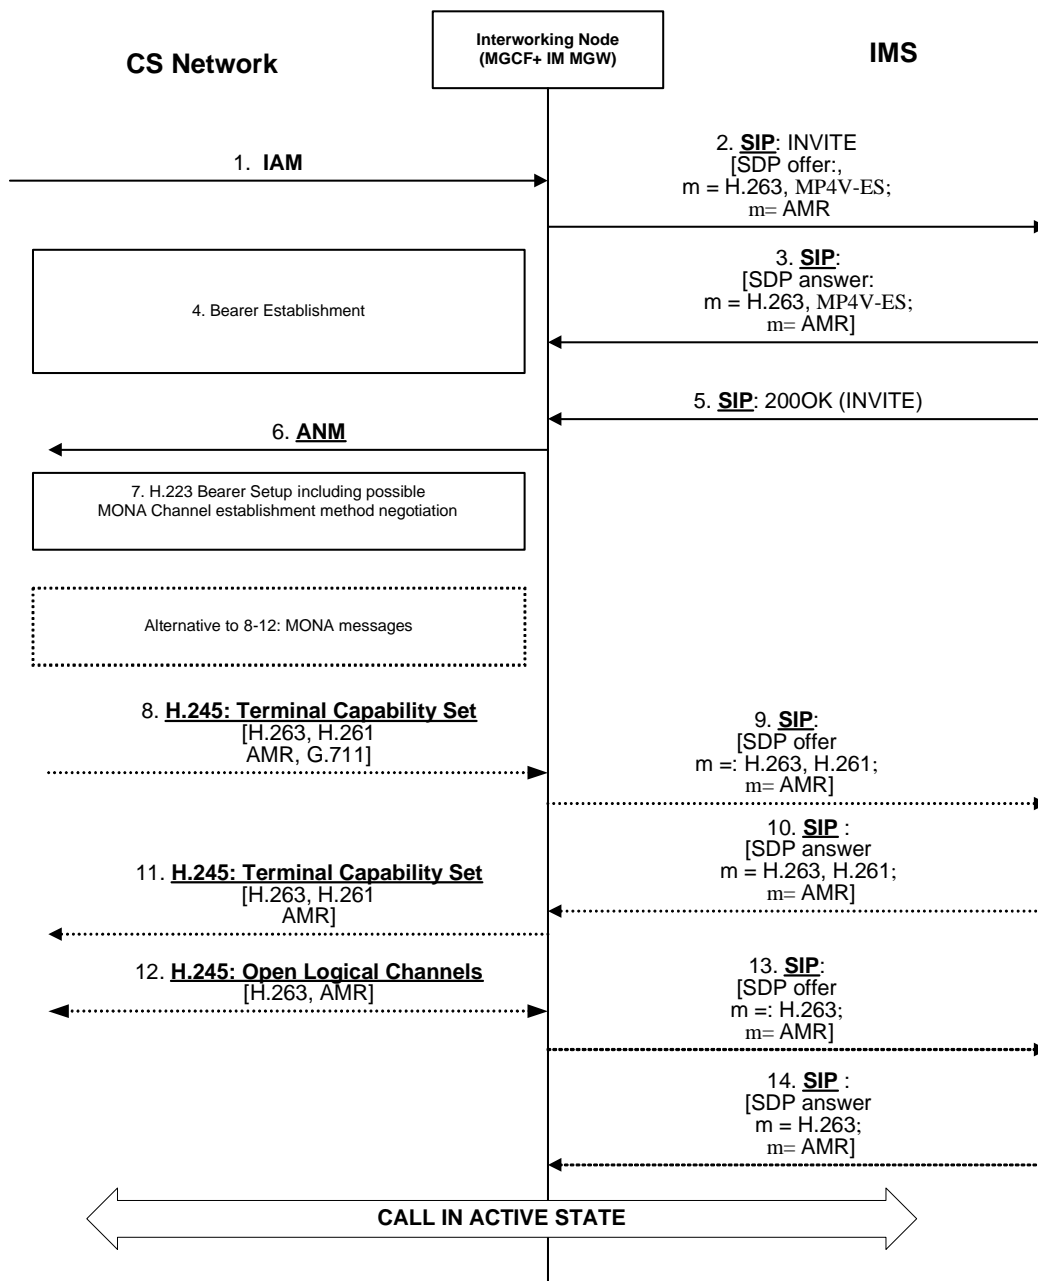 CS Network
Interworking Node
(MGCF+ IM MGW)
IMS
1. IAM
2. SIP: INVITE
[SDP offer:,
m = H.263, MP4V-ES;
m= AMR
3. SIP:
[SDP answer:
m = H.263, MP4V-ES;
m= AMR]
4. Bearer Establishment
5. SIP: 200OK (INVITE)
6. ANM
7. H.223 Bearer Setup including possible
MONA Channel establishment method negotiation
Alternative to 8-12: MONA messages
8. H.245: Terminal Capability Set
[H.263, H.261
AMR, G.711]
9. SIP:
[SDP offer
m =: H.263, H.261;
m= AMR]
10. SIP :
[SDP answer
m = H.263, H.261;
m= AMR]
11. H.245: Terminal Capability Set
[H.263, H.261
AMR]
12. H.245: Open Logical Channels
[H.263, AMR]
13. SIP:
[SDP offer
m =: H.263;
m= AMR]
14. SIP :
[SDP answer
m = H.263;
m= AMR]
CALL IN ACTIVE STATE